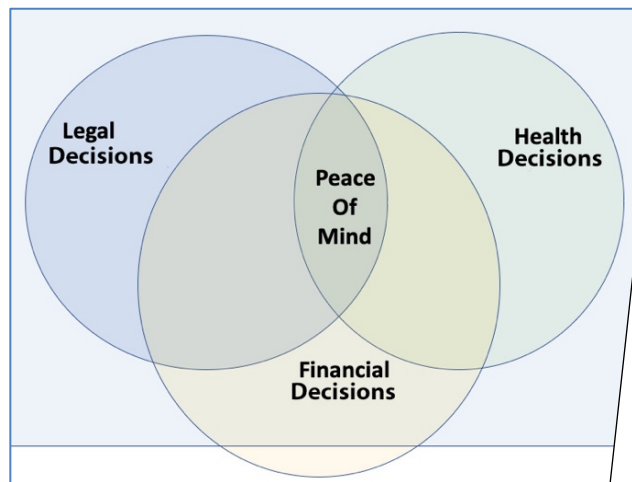 Legal
Decisions
Health
Decisions
Peace
Of
Mind
Financial
Decisions